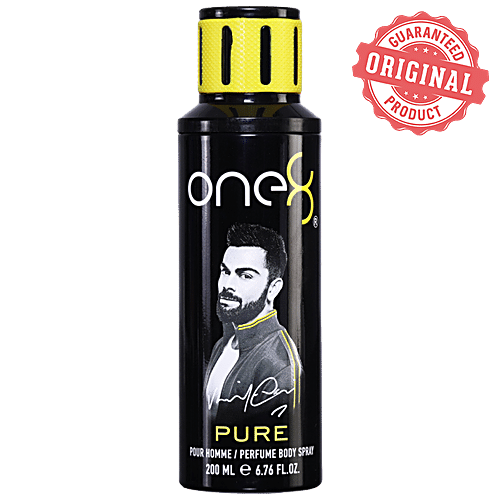 GUARANTEED
ORIGINAL
PRODUCT
one8
®
PURE
POUR HOMME / PERFUME BODY SPRAY
200 ML ℮ 6.76 FL.OZ.